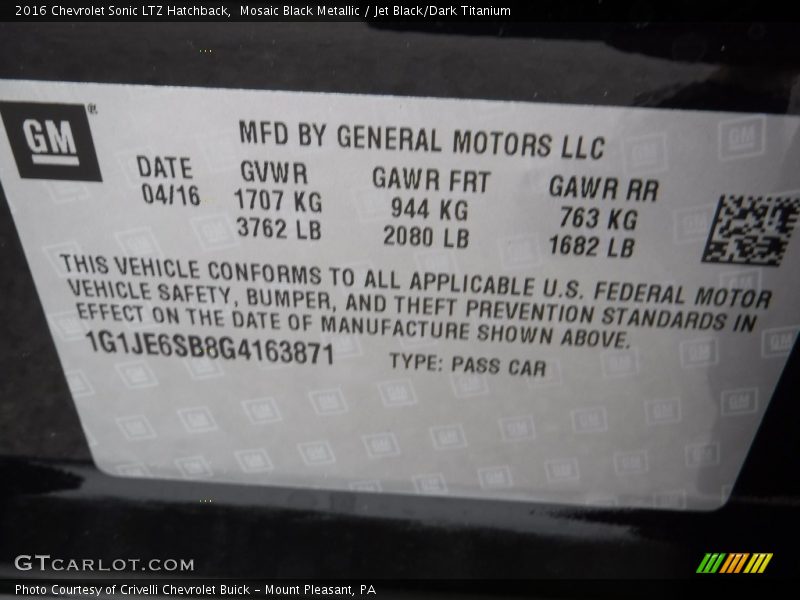 2016 Chevrolet Sonic LTZ Hatchback,  Mosaic Black Metallic / Jet Black/Dark Titanium
GM
MFD BY GENERAL MOTORS LLC
DATE GVWR GAWR FRT GAWR RR
04/16 1707 KG 944 KG 763 KG
3762 LB 2080 LB 1682 LB
THIS VEHICLE CONFORMS TO ALL APPLICABLE U.S. FEDERAL MOTOR
VEHICLE SAFETY, BUMPER, AND THEFT PREVENTION STANDARDS IN
EFFECT ON THE DATE OF MANUFACTURE SHOWN ABOVE.
1G1JE6SB8G4163871 TYPE: PASS CAR
GTCARLOT.COM
Photo Courtesy of Crivelli Chevrolet Buick – Mount Pleasant, PA